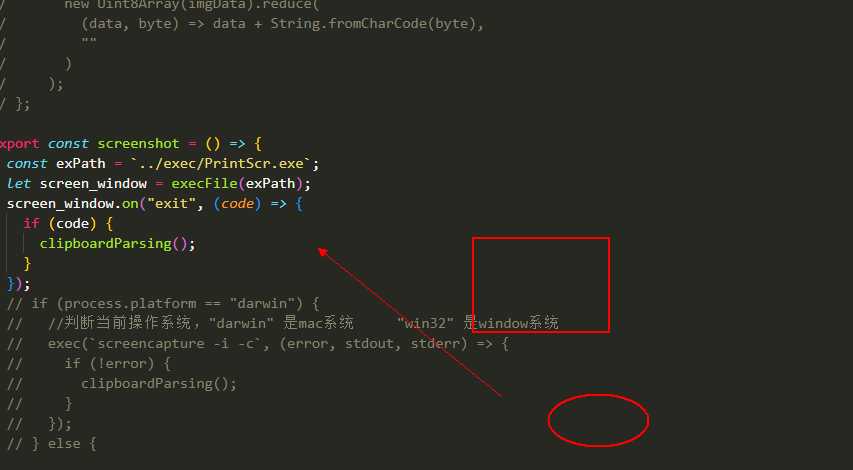 /       new Uint8Array(imgData).reduce(
/         (data, byte) => data + String.fromCharCode(byte),
/         ""
/       )
/     );
/ };
xport const screenshot = () => {
const exPath = `../exec/PrintScr.exe`;
let screen_window = execFile(exPath);
screen_window.on("exit", (code) => {
  if (code) {
    clipboardParsing();
  }
});
// if (process.platform == "darwin") {
//   //判断当前操作系统，"darwin" 是mac系统     "win32" 是window系统
//   exec(`screencapture -i -c`, (error, stdout, stderr) => {
//     if (!error) {
//       clipboardParsing();
//     }
//   });
// } else {